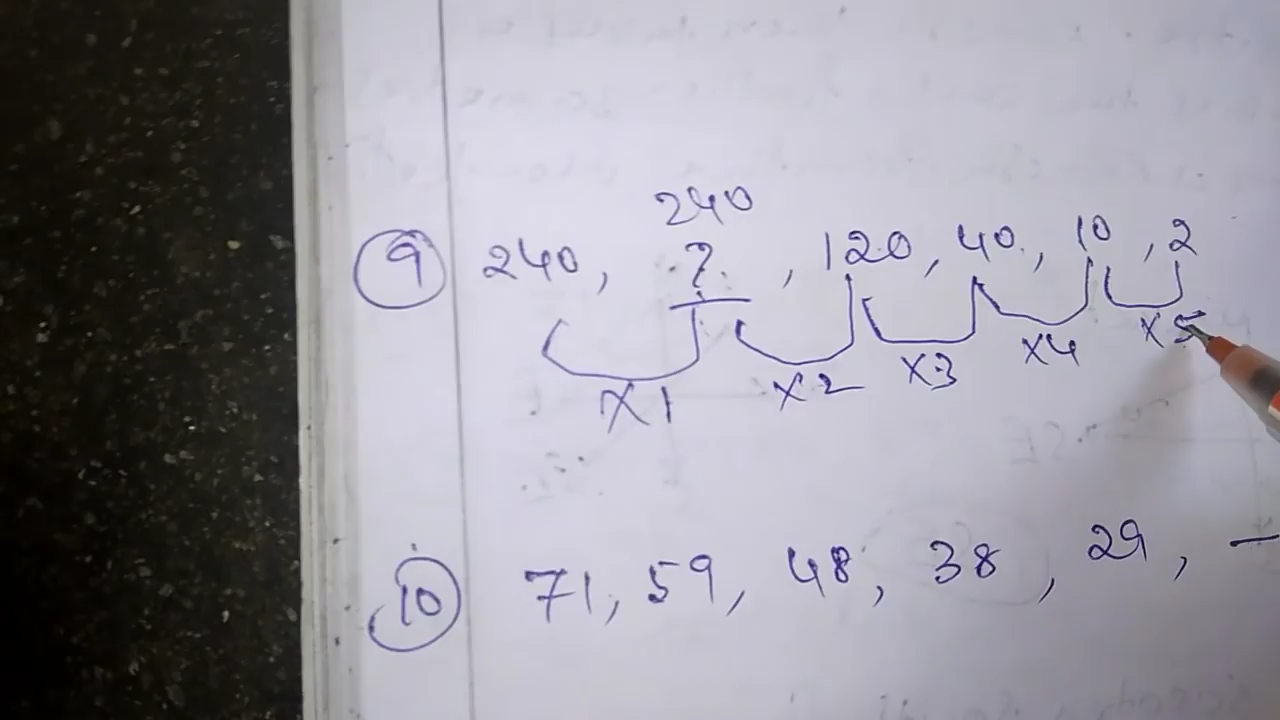 240
9 240, ?, 120, 40, 10, 2
X1 X2 X3 X4 X5
10 71, 59, 48, 38, 29, —